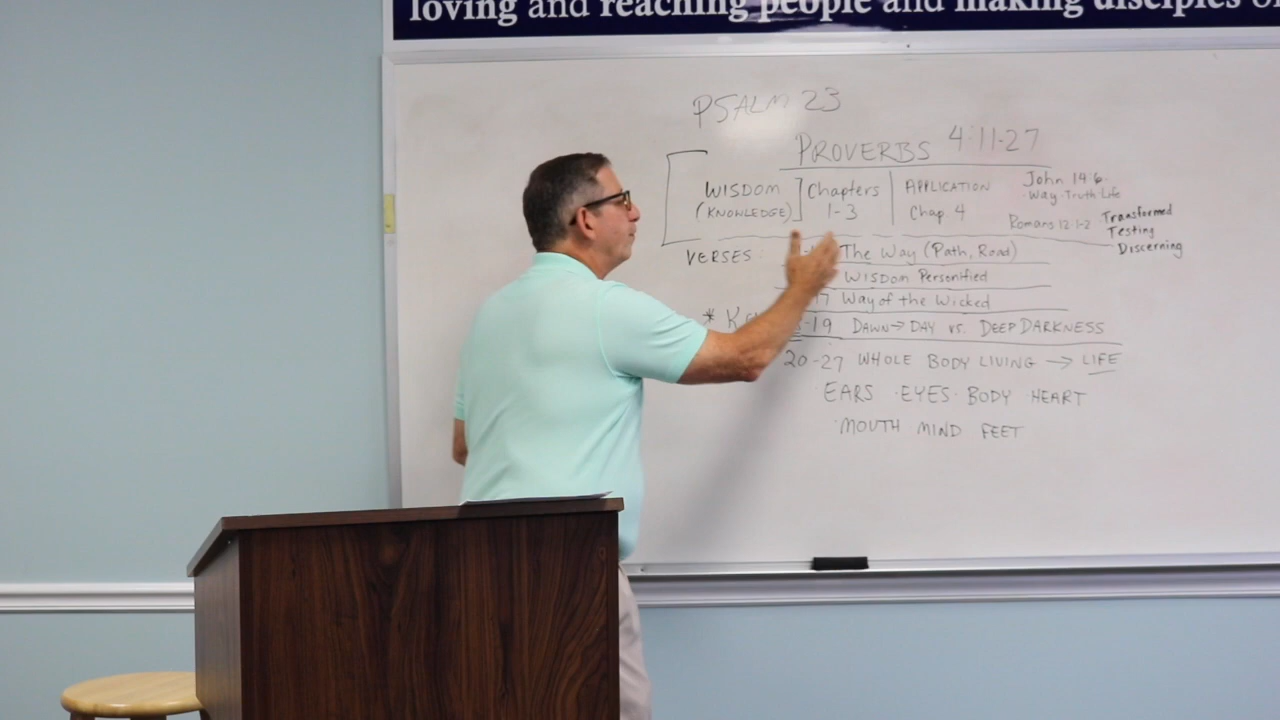 loving and reaching people and making disciples
PSALM 23
PROVERBS 4:11-27
WISDOM (KNOWLEDGE)
Chapters 1-3
APPLICATION Chap. 4
John 14:6
· Way · Truth · Life
Romans 12:1-2 Transformed Testing Discerning
VERSES: The Way (Path, Road)
WISDOM Personified
17 Way of the Wicked
* -19 DAWN → DAY vs. DEEP DARKNESS
20-27 WHOLE BODY LIVING → LIFE
· EARS · EYES · BODY · HEART
· MOUTH MIND FEET